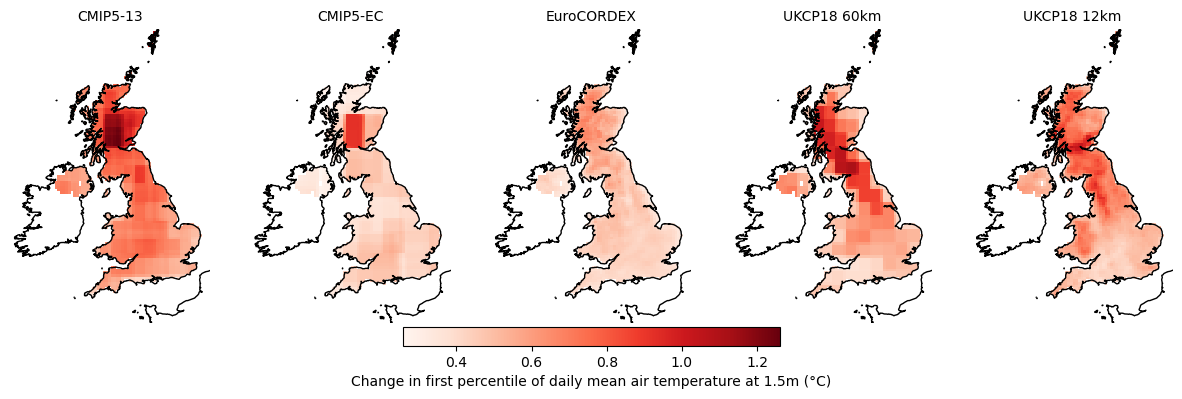 CMIP5-13
CMIP5-EC
EuroCORDEX
UKCP18 60km
UKCP18 12km
0.4 0.6 0.8 1.0 1.2
Change in first percentile of daily mean air temperature at 1.5m (°C)